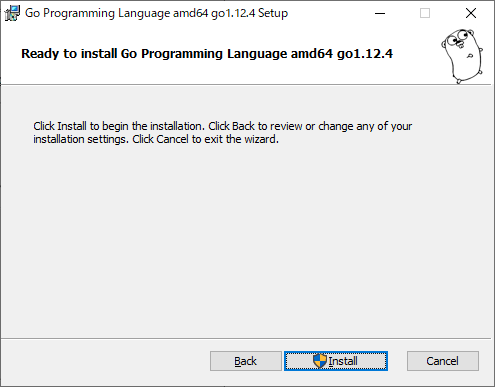 Go Programming Language amd64 go1.12.4 Setup
Ready to install Go Programming Language amd64 go1.12.4
Click Install to begin the installation. Click Back to review or change any of your
installation settings. Click Cancel to exit the wizard.
Back Install Cancel